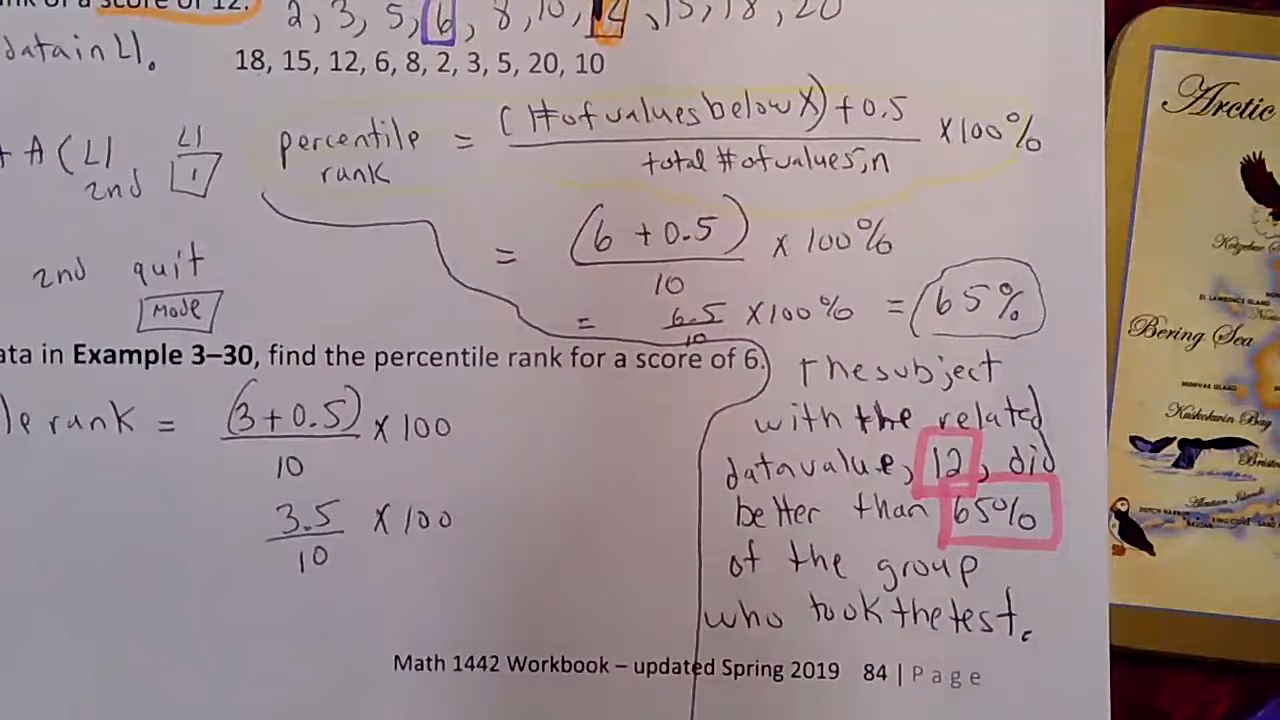 nk of a score of 12.
2, 3, 5, 6, 8, 10, 12, 15, 18, 20
data in L1.
18, 15, 12, 6, 8, 2, 3, 5, 20, 10
percentile rank = (# of values below X) + 0.5 / total # of values, n × 100%
t A (L1
2nd
L1
1
= (6 + 0.5) / 10 × 100%
2nd quit
Mode
= 6.5 / 10 × 100% = 65%
ata in Example 3–30, find the percentile rank for a score of 6.
le rank = (3 + 0.5) / 10 × 100
3.5 / 10 × 100
The subject
with the related
data value, 12, did
better than 65%
of the group
who took the test.
Math 1442 Workbook – updated Spring 2019 84 | Page
Arctic
Bering Sea
Kuskokwim Bay